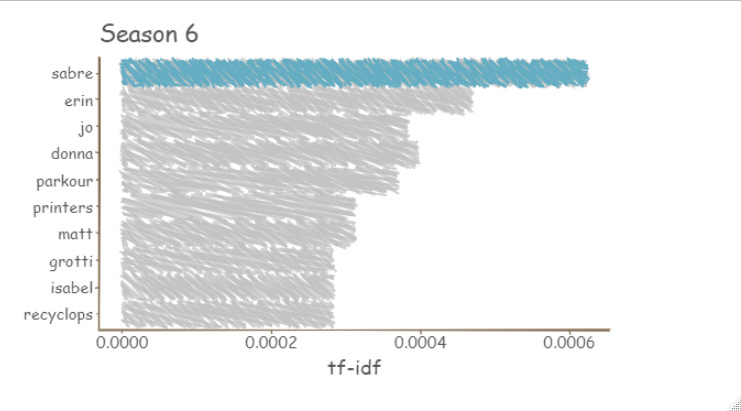 Season 6
sabre
erin
jo
donna
parkour
printers
matt
grotti
isabel
recyclops
0.0000 0.0002 0.0004 0.0006
tf-idf